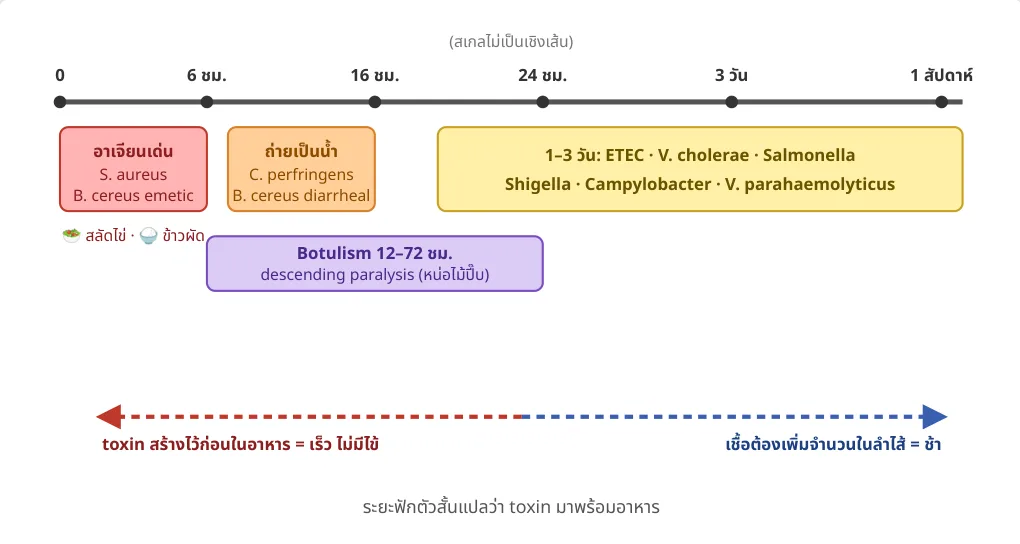 (สเกลไม่เป็นเชิงเส้น)
0 6 ชม. 16 ชม. 24 ชม. 3 วัน 1 สัปดาห์
อาเจียนเด่น
S. aureus
B. cereus emetic
ถ่ายเป็นน้ำ
C. perfringens
B. cereus diarrheal
1–3 วัน: ETEC · V. cholerae · Salmonella
Shigella · Campylobacter · V. parahaemolyticus
🥗 สลัดไข่ · 🍚 ข้าวผัด
Botulism 12–72 ชม.
descending paralysis (หน่อไม้ปี๊บ)
toxin สร้างไว้ก่อนในอาหาร = เร็ว ไม่มีไข้
เชื้อต้องเพิ่มจำนวนในลำไส้ = ช้า
ระยะฟักตัวสั้นแปลว่า toxin มาพร้อมอาหาร